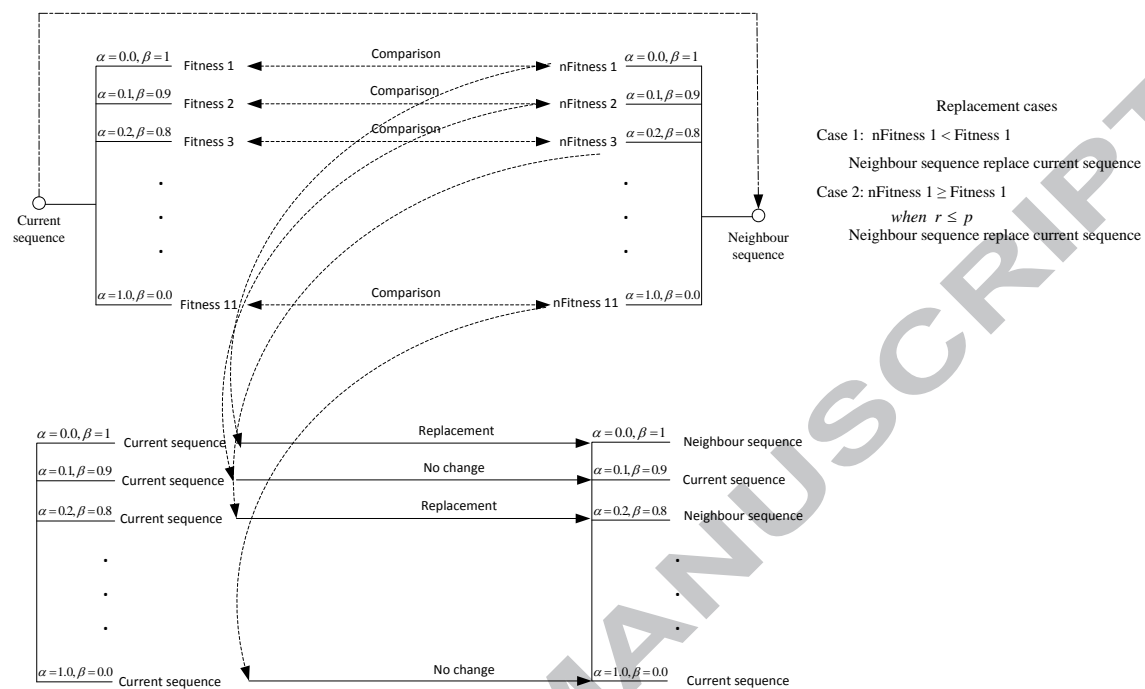 α=0.0, β=1
Fitness 1
Comparison
nFitness 1
α=0.0, β=1
α=0.1, β=0.9
Fitness 2
Comparison
nFitness 2
α=0.1, β=0.9
α=0.2, β=0.8
Fitness 3
Comparison
nFitness 3
α=0.2, β=0.8
Current
sequence
Neighbour
sequence
α=1.0, β=0.0
Fitness 11
Comparison
nFitness 11
α=1.0, β=0.0
Replacement cases
Case 1: nFitness 1 < Fitness 1
Neighbour sequence replace current sequence
Case 2: nFitness 1 ≥ Fitness 1
when r ≤ p
Neighbour sequence replace current sequence
α=0.0, β=1
Current sequence
Replacement
α=0.0, β=1
Neighbour sequence
α=0.1, β=0.9
Current sequence
No change
α=0.1, β=0.9
Current sequence
α=0.2, β=0.8
Current sequence
Replacement
α=0.2, β=0.8
Neighbour sequence
α=1.0, β=0.0
Current sequence
No change
α=1.0, β=0.0
Current sequence
MANUSCRIPT